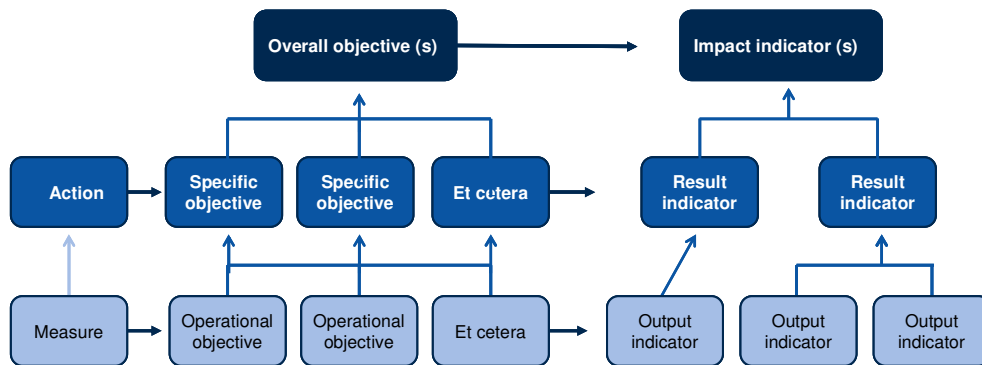 Overall objective (s)
Impact indicator (s)
Action
Specific
objective
Specific
objective
Et cetera
Result
indicator
Result
indicator
Measure
Operational
objective
Operational
objective
Et cetera
Output
indicator
Output
indicator
Output
indicator